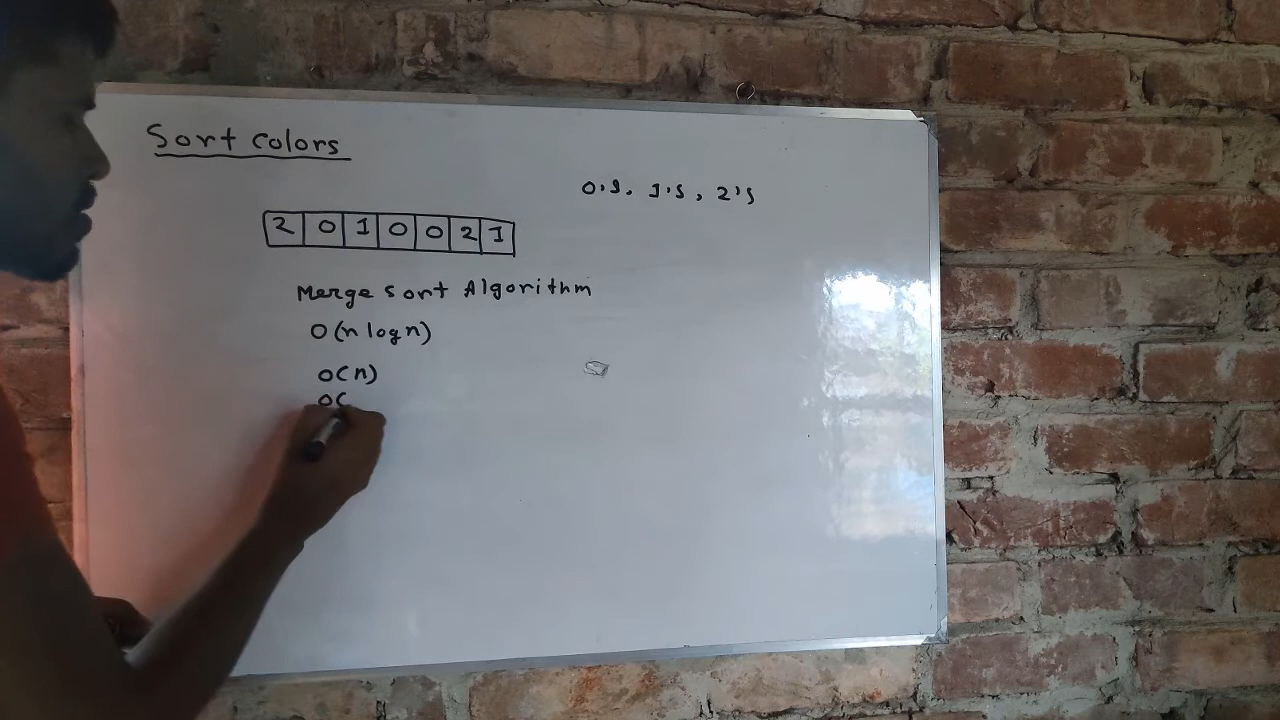 Sort Colors
0's, 1's, 2's
2 0 1 0 0 2 1
Merge Sort Algorithm
O(n log n)
O(n)
O(